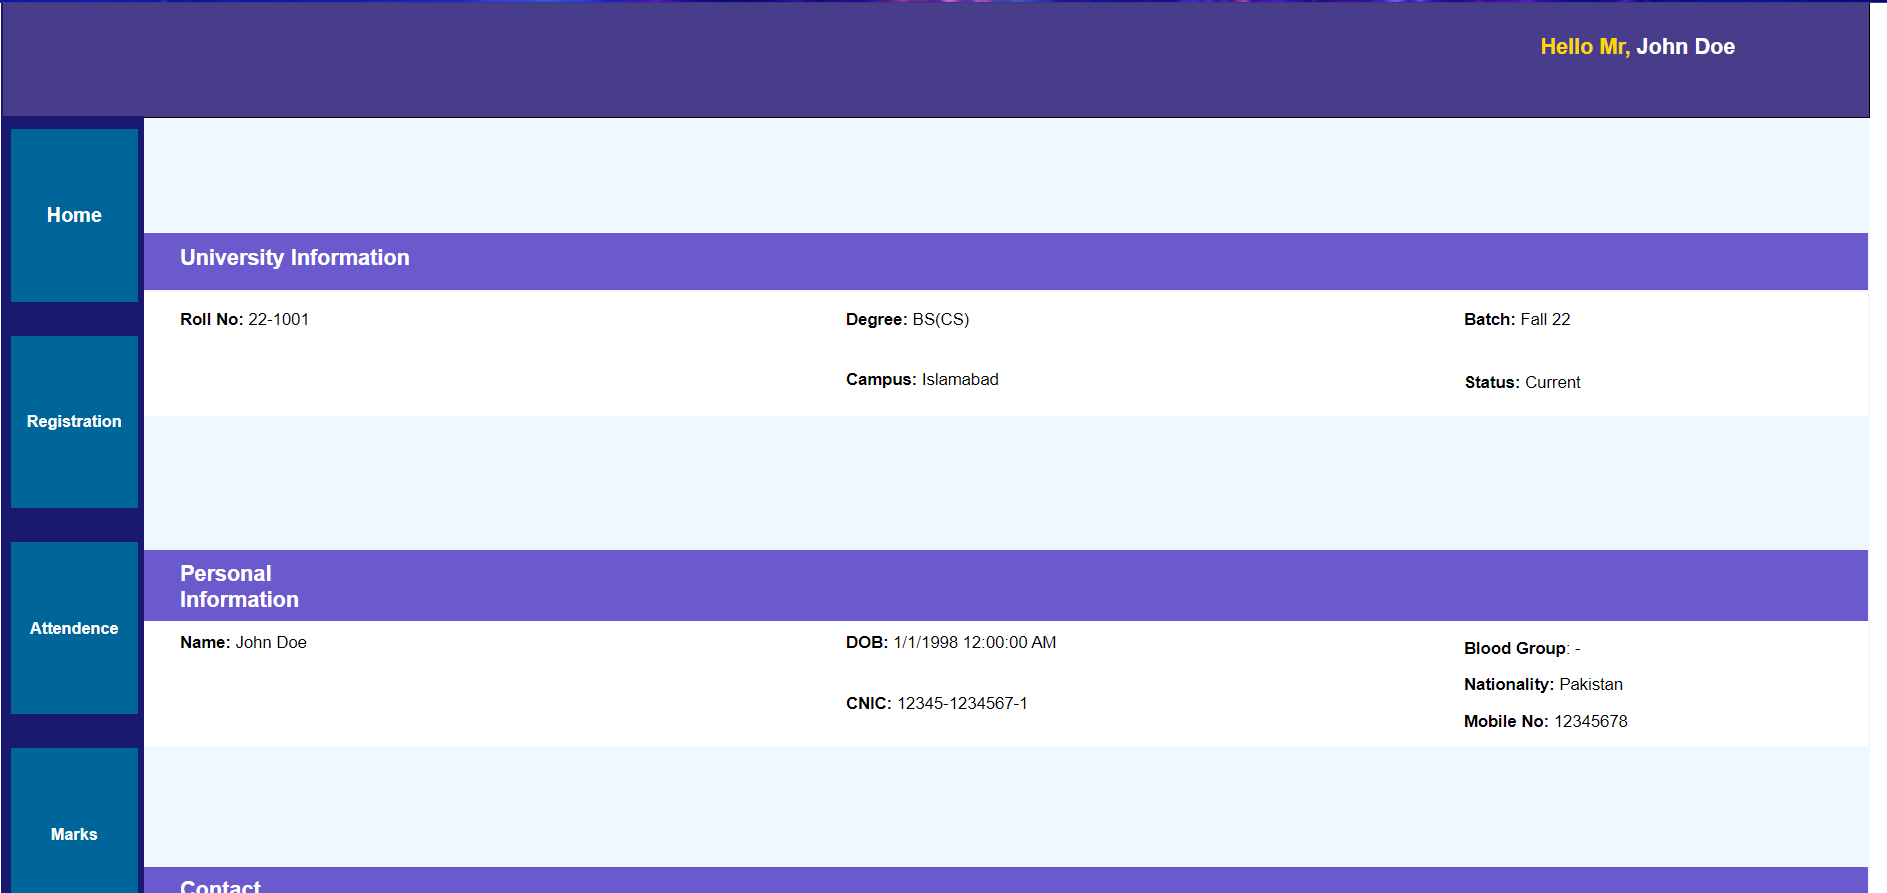 Hello Mr, John Doe
Home
University Information
Roll No: 22-1001
Degree: BS(CS)
Batch: Fall 22
Campus: Islamabad
Status: Current
Registration
Personal
Information
Name: John Doe
DOB: 1/1/1998 12:00:00 AM
Blood Group: -
Nationality: Pakistan
CNIC: 12345-1234567-1
Mobile No: 12345678
Attendence
Marks
Contact